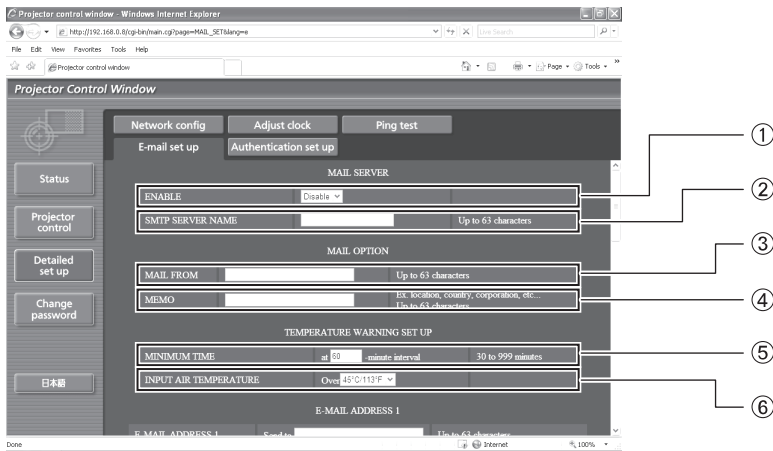 Projector control window - Windows Internet Explorer
http://192.168.0.8/cgi-bin/main.cgi?page=MAIL_SET&lang=e
Live Search
File Edit View Favorites Tools Help
Projector control window
Page Tools
Projector Control Window
Network config Adjust clock Ping test
E-mail set up Authentication set up
Status
Projector control
Detailed set up
Change password
日本語
MAIL SERVER
ENABLE Disable
SMTP SERVER NAME Up to 63 characters
MAIL OPTION
MAIL FROM Up to 63 characters
MEMO Ex. location, country, corporation, etc...
Up to 63 characters
TEMPERATURE WARNING SET UP
MINIMUM TIME at 60 -minute interval 30 to 999 minutes
INPUT AIR TEMPERATURE Over 45°C/113°F
E-MAIL ADDRESS 1
E-MAIL ADDRESS 1 Send to Up to 63 characters
Done Internet 100%
①
②
③
④
⑤
⑥